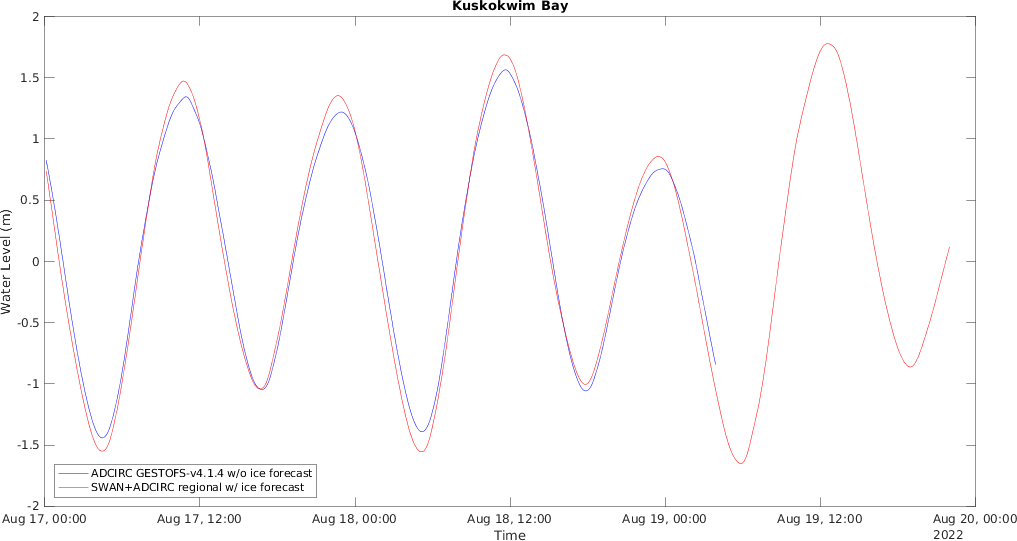 Kuskokwim Bay
2
1.5
1
0.5
0
-0.5
-1
-1.5
-2
Water Level (m)
ADCIRC GESTOFS-v4.1.4 w/o ice forecast
SWAN+ADCIRC regional w/ ice forecast
Aug 17, 00:00 Aug 17, 12:00 Aug 18, 00:00 Aug 18, 12:00 Aug 19, 00:00 Aug 19, 12:00 Aug 20, 00:00
Time
2022